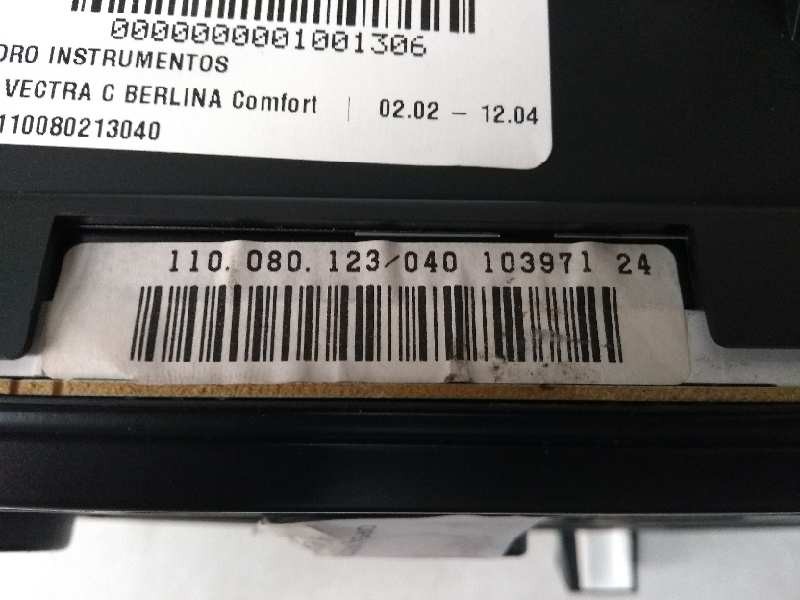 0000000001001306
DRO INSTRUMENTOS
VECTRA C BERLINA Comfort | 02.02 - 12.04
110080213040
110.080.123/040 103971 24